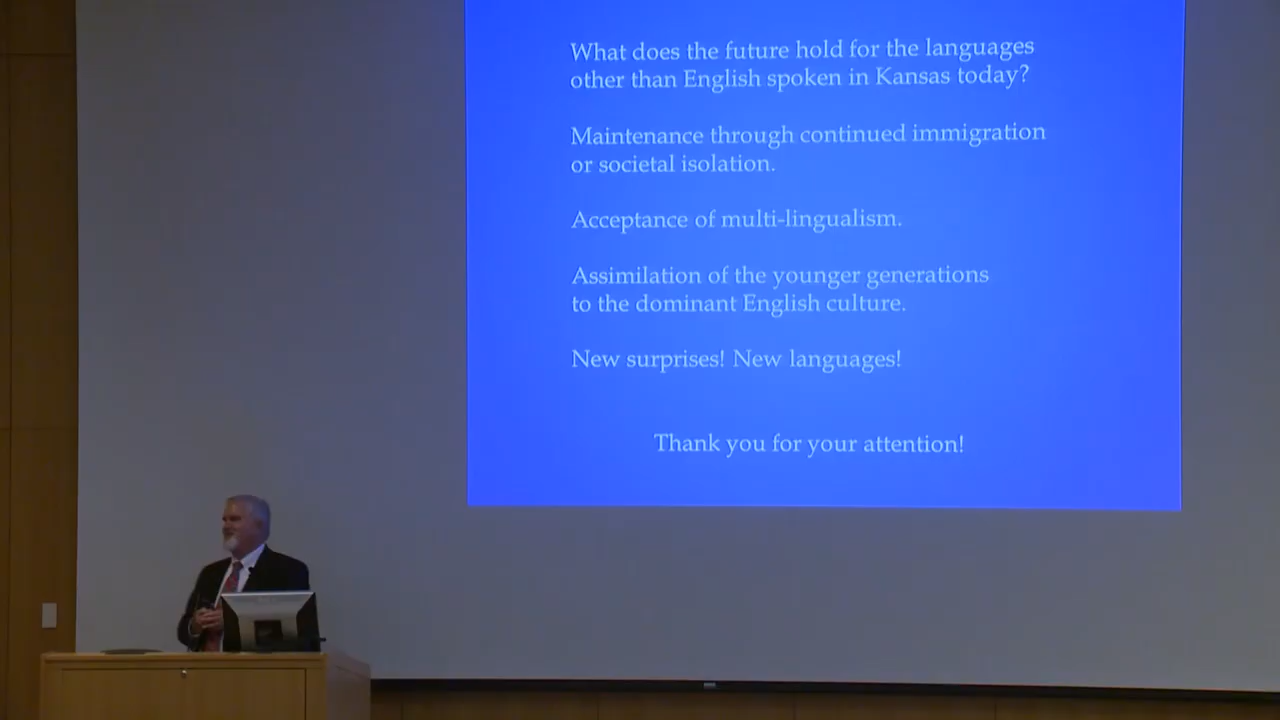 What does the future hold for the languages
other than English spoken in Kansas today?
Maintenance through continued immigration
or societal isolation.
Acceptance of multi-lingualism.
Assimilation of the younger generations
to the dominant English culture.
New surprises! New languages!
Thank you for your attention!